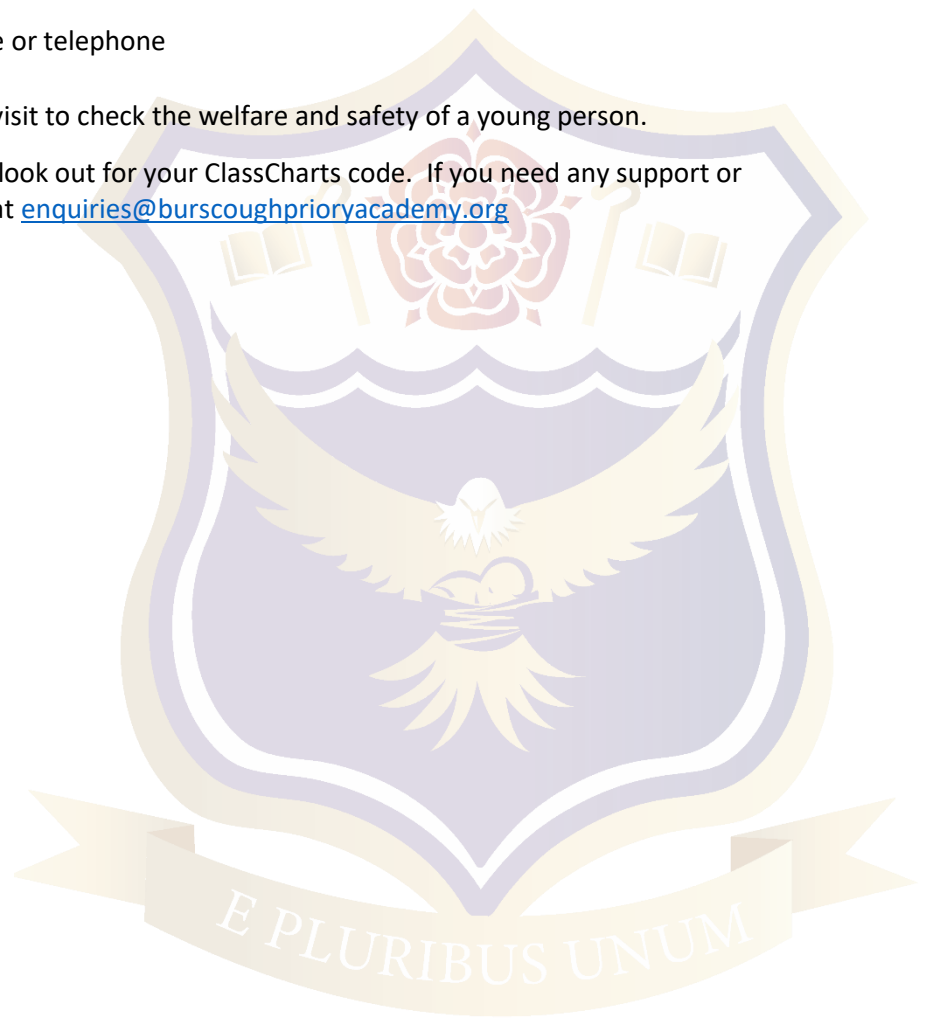 e or telephone
visit to check the welfare and safety of a young person.
look out for your ClassCharts code.  If you need any support or
at enquiries@burscoughprioryacademy.org
E PLURIBUS UNUM